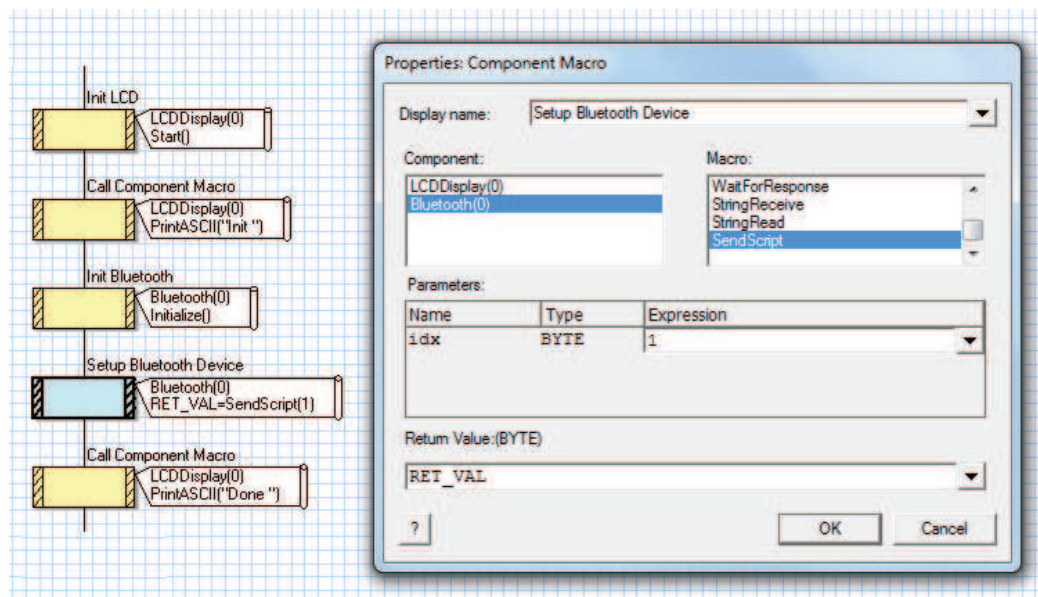 Init LCD
LCDDisplay(0)
Start()
Call Component Macro
LCDDisplay(0)
PrintASCII("Init ")
Init Bluetooth
Bluetooth(0)
Initialize()
Setup Bluetooth Device
Bluetooth(0)
RET_VAL=SendScript(1)
Call Component Macro
LCDDisplay(0)
PrintASCII("Done ")
Properties: Component Macro
Display name: Setup Bluetooth Device
Component: Macro:
LCDDisplay(0)
Bluetooth(0)
WaitForResponse
StringReceive
StringRead
SendScript
Parameters:
Name Type Expression
idx BYTE 1
Return Value:(BYTE)
RET_VAL
? OK Cancel